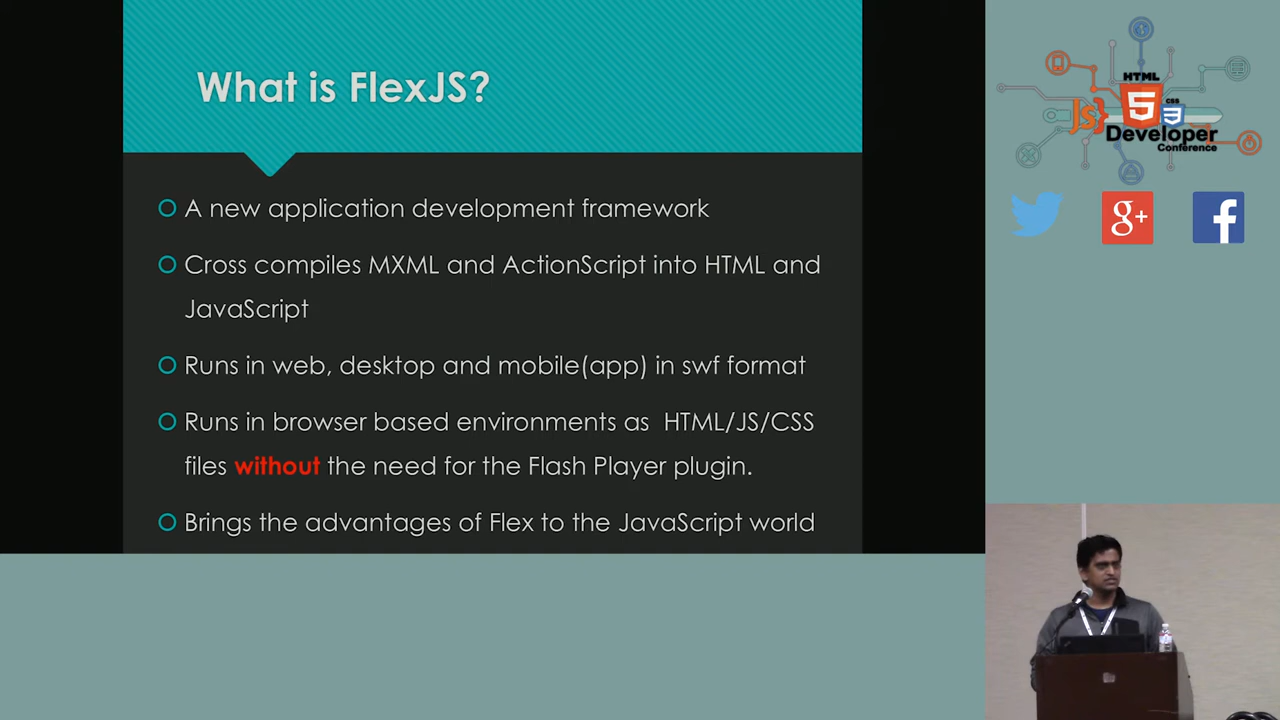 What is FlexJS?
A new application development framework
Cross compiles MXML and ActionScript into HTML and
JavaScript
Runs in web, desktop and mobile(app) in swf format
Runs in browser based environments as HTML/JS/CSS
files without the need for the Flash Player plugin.
Brings the advantages of Flex to the JavaScript world
HTML
5
JS}
CSS
3
Developer
Conference
g+
f